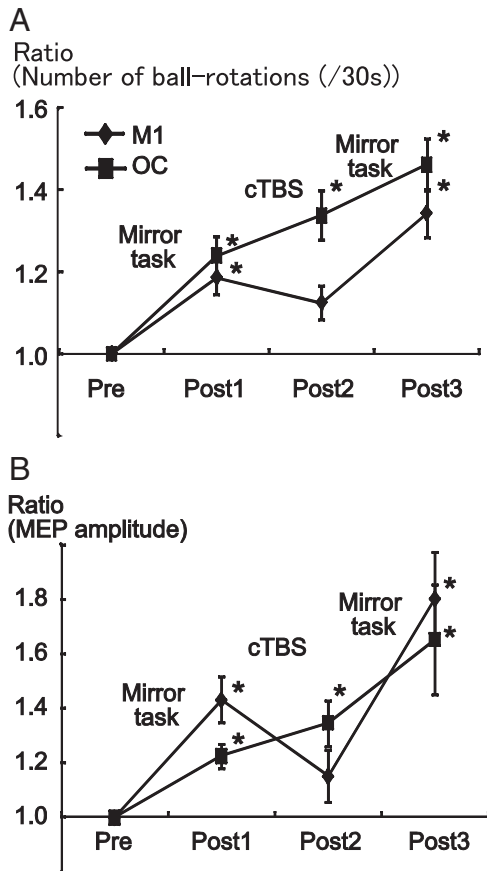 A
Ratio
(Number of ball-rotations (/30s))
1.6
M1
OC
Mirror
task
*
1.4
cTBS
*
*
Mirror
task
*
*
1.2
1.0
Pre
Post1
Post2
Post3
B
Ratio
(MEP amplitude)
1.8
Mirror
task
*
1.6
cTBS
*
Mirror
task
*
*
1.4
*
1.2
1.0
Pre
Post1
Post2
Post3